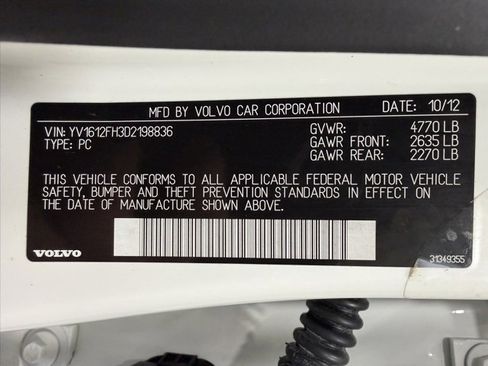 MFD BY VOLVO CAR CORPORATION DATE: 10/12
VIN: YV1612FH3D2198836 GVWR: 4770 LB
TYPE: PC GAWR FRONT: 2635 LB
GAWR REAR: 2270 LB
THIS VEHICLE CONFORMS TO ALL APPLICABLE FEDERAL MOTOR VEHICLE
SAFETY, BUMPER AND THEFT PREVENTION STANDARDS IN EFFECT ON
THE DATE OF MANUFACTURE SHOWN ABOVE.
VOLVO 31349355